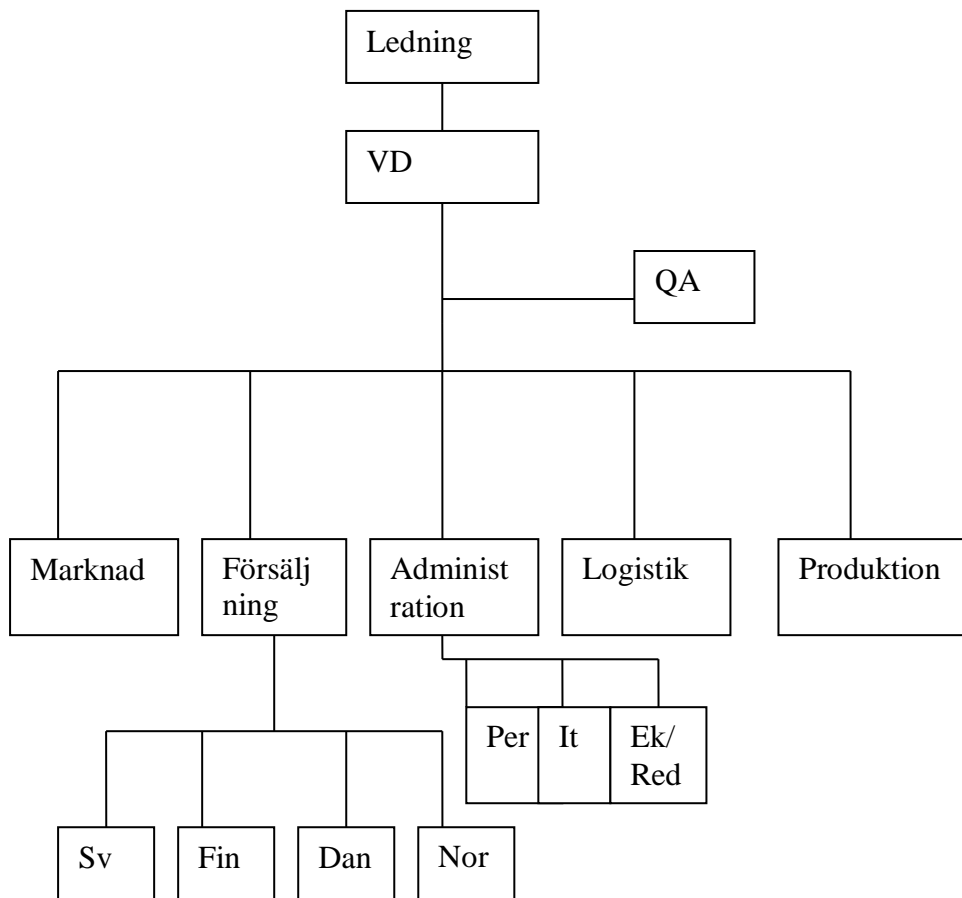 Ledning
VD
QA
Marknad
Försälj
ning
Administ
ration
Logistik
Produktion
Per
It
Ek/
Red
Sv
Fin
Dan
Nor